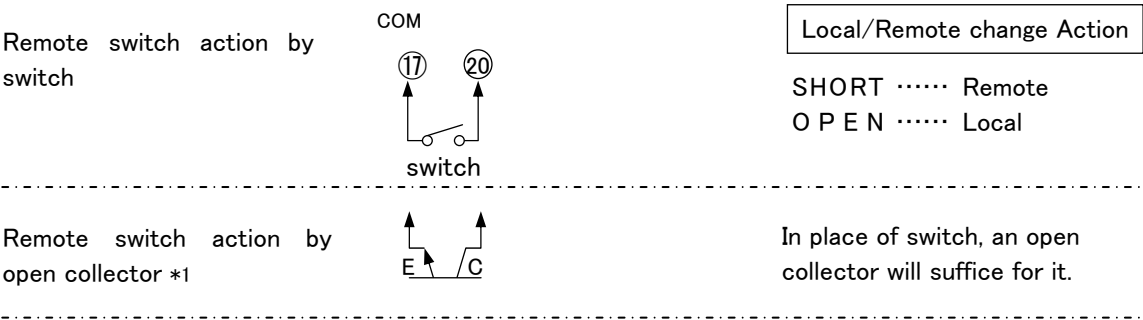 Remote switch action by
switch
COM
⑰ ⑳
switch
Local/Remote change Action
SHORT ⋯⋯ Remote
O P E N ⋯⋯ Local
Remote switch action by
open collector *1
E C
In place of switch, an open
collector will suffice for it.